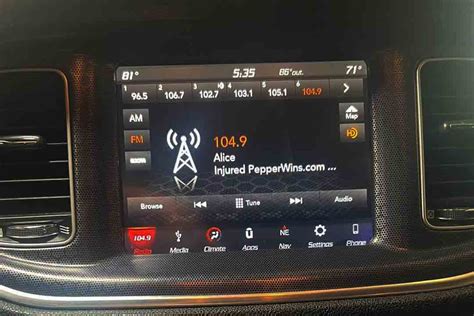 81° 5:35 86°out. 71°
1 96.5 2 106.7 3 102.7 4 103.1 5 105.1 6 104.9
AM
FM
Map
104.9
Alice
Injured PepperWins.com ...
Browse Tune Audio
104.9 NE
Radio Media Climate Apps Nav Settings Phone